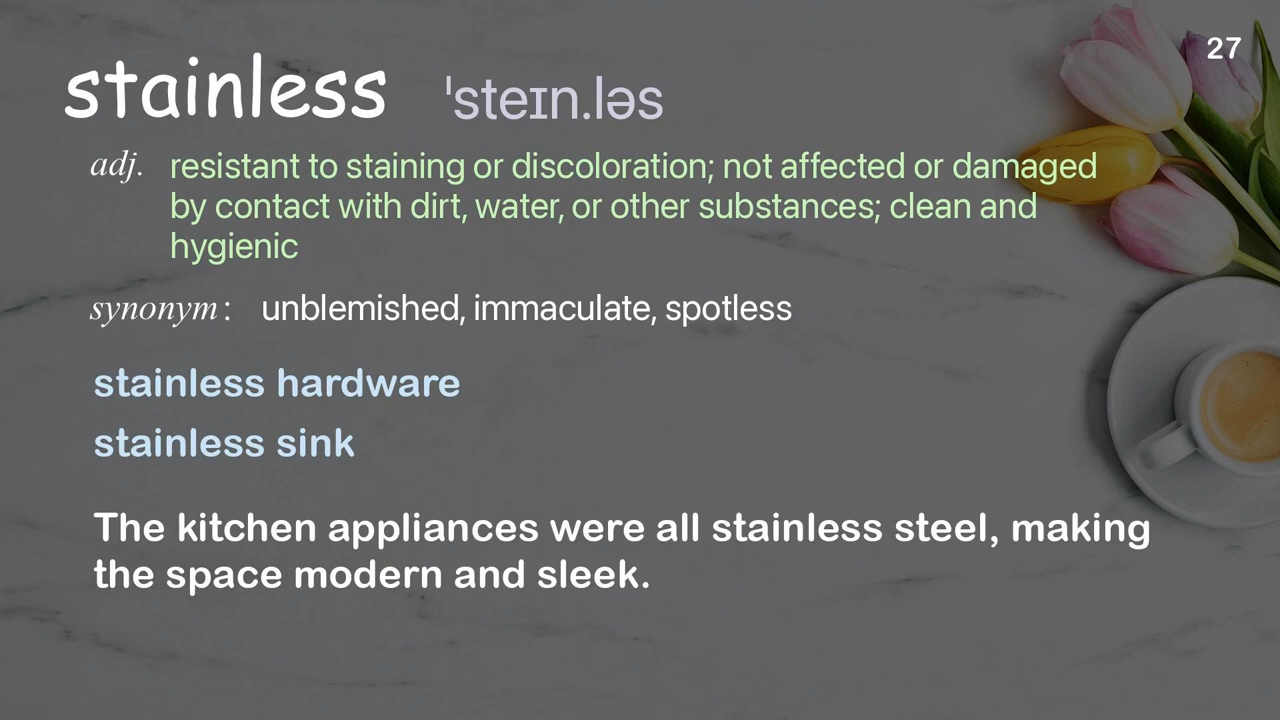 27
stainless ˈsteɪn.ləs
adj. resistant to staining or discoloration; not affected or damaged
by contact with dirt, water, or other substances; clean and
hygienic
synonym: unblemished, immaculate, spotless
stainless hardware
stainless sink
The kitchen appliances were all stainless steel, making
the space modern and sleek.